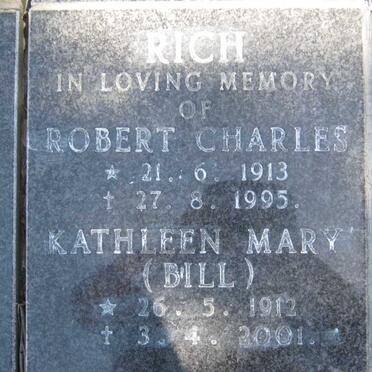 RICH
IN LOVING MEMORY
OF
ROBERT CHARLES
★ 21. 6. 1913
† 27. 8. 1995.
KATHLEEN MARY
(BILL)
★ 26. 5. 1912
† 3. 4. 2001.